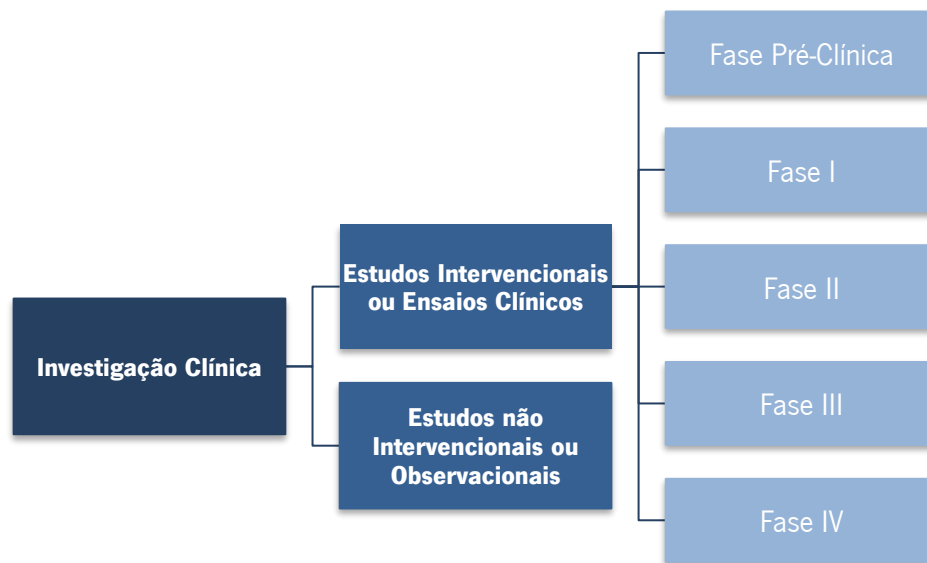 Investigação Clínica
Estudos Intervencionais
ou Ensaios Clínicos
Estudos não
Intervencionais ou
Observacionais
Fase Pré-Clínica
Fase I
Fase II
Fase III
Fase IV